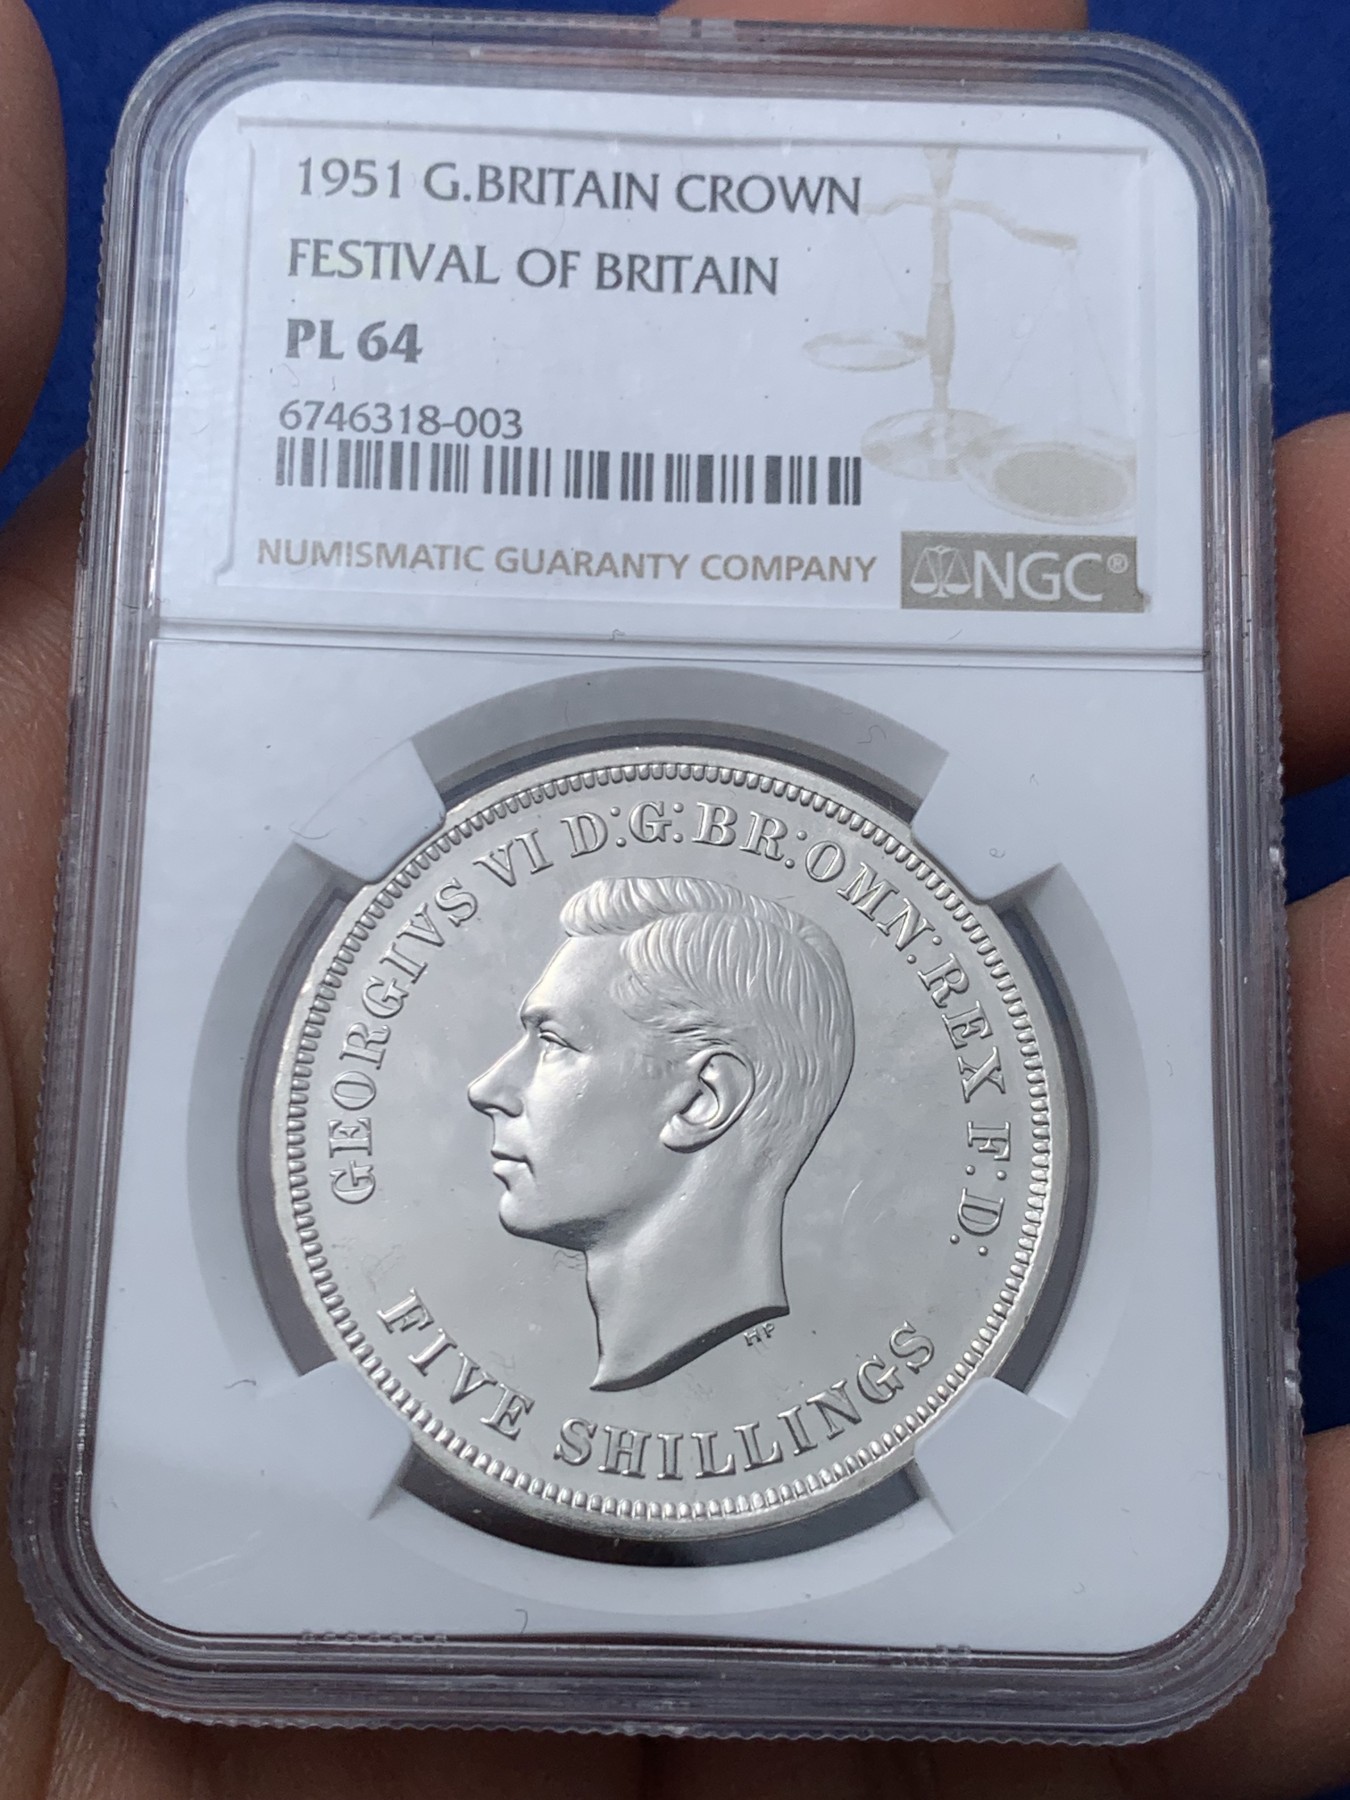 1951 G.BRITAIN CROWN
FESTIVAL OF BRITAIN
PL 64
6746318-003
NUMISMATIC GUARANTY COMPANY
NGC®
GEORGIVS VI D:G:BR:OMN:REX F:D:
HP
FIVE SHILLINGS